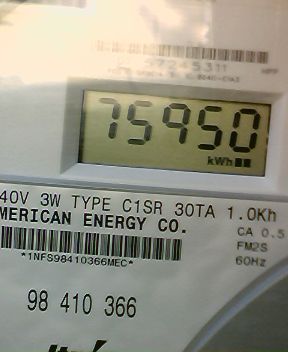 75950
kWh
40V 3W TYPE C1SR 30TA 1.0Kh
MERICAN ENERGY CO.
CA 0.5
FM2S
60Hz
*1NFS98410366MEC*
98 410 366